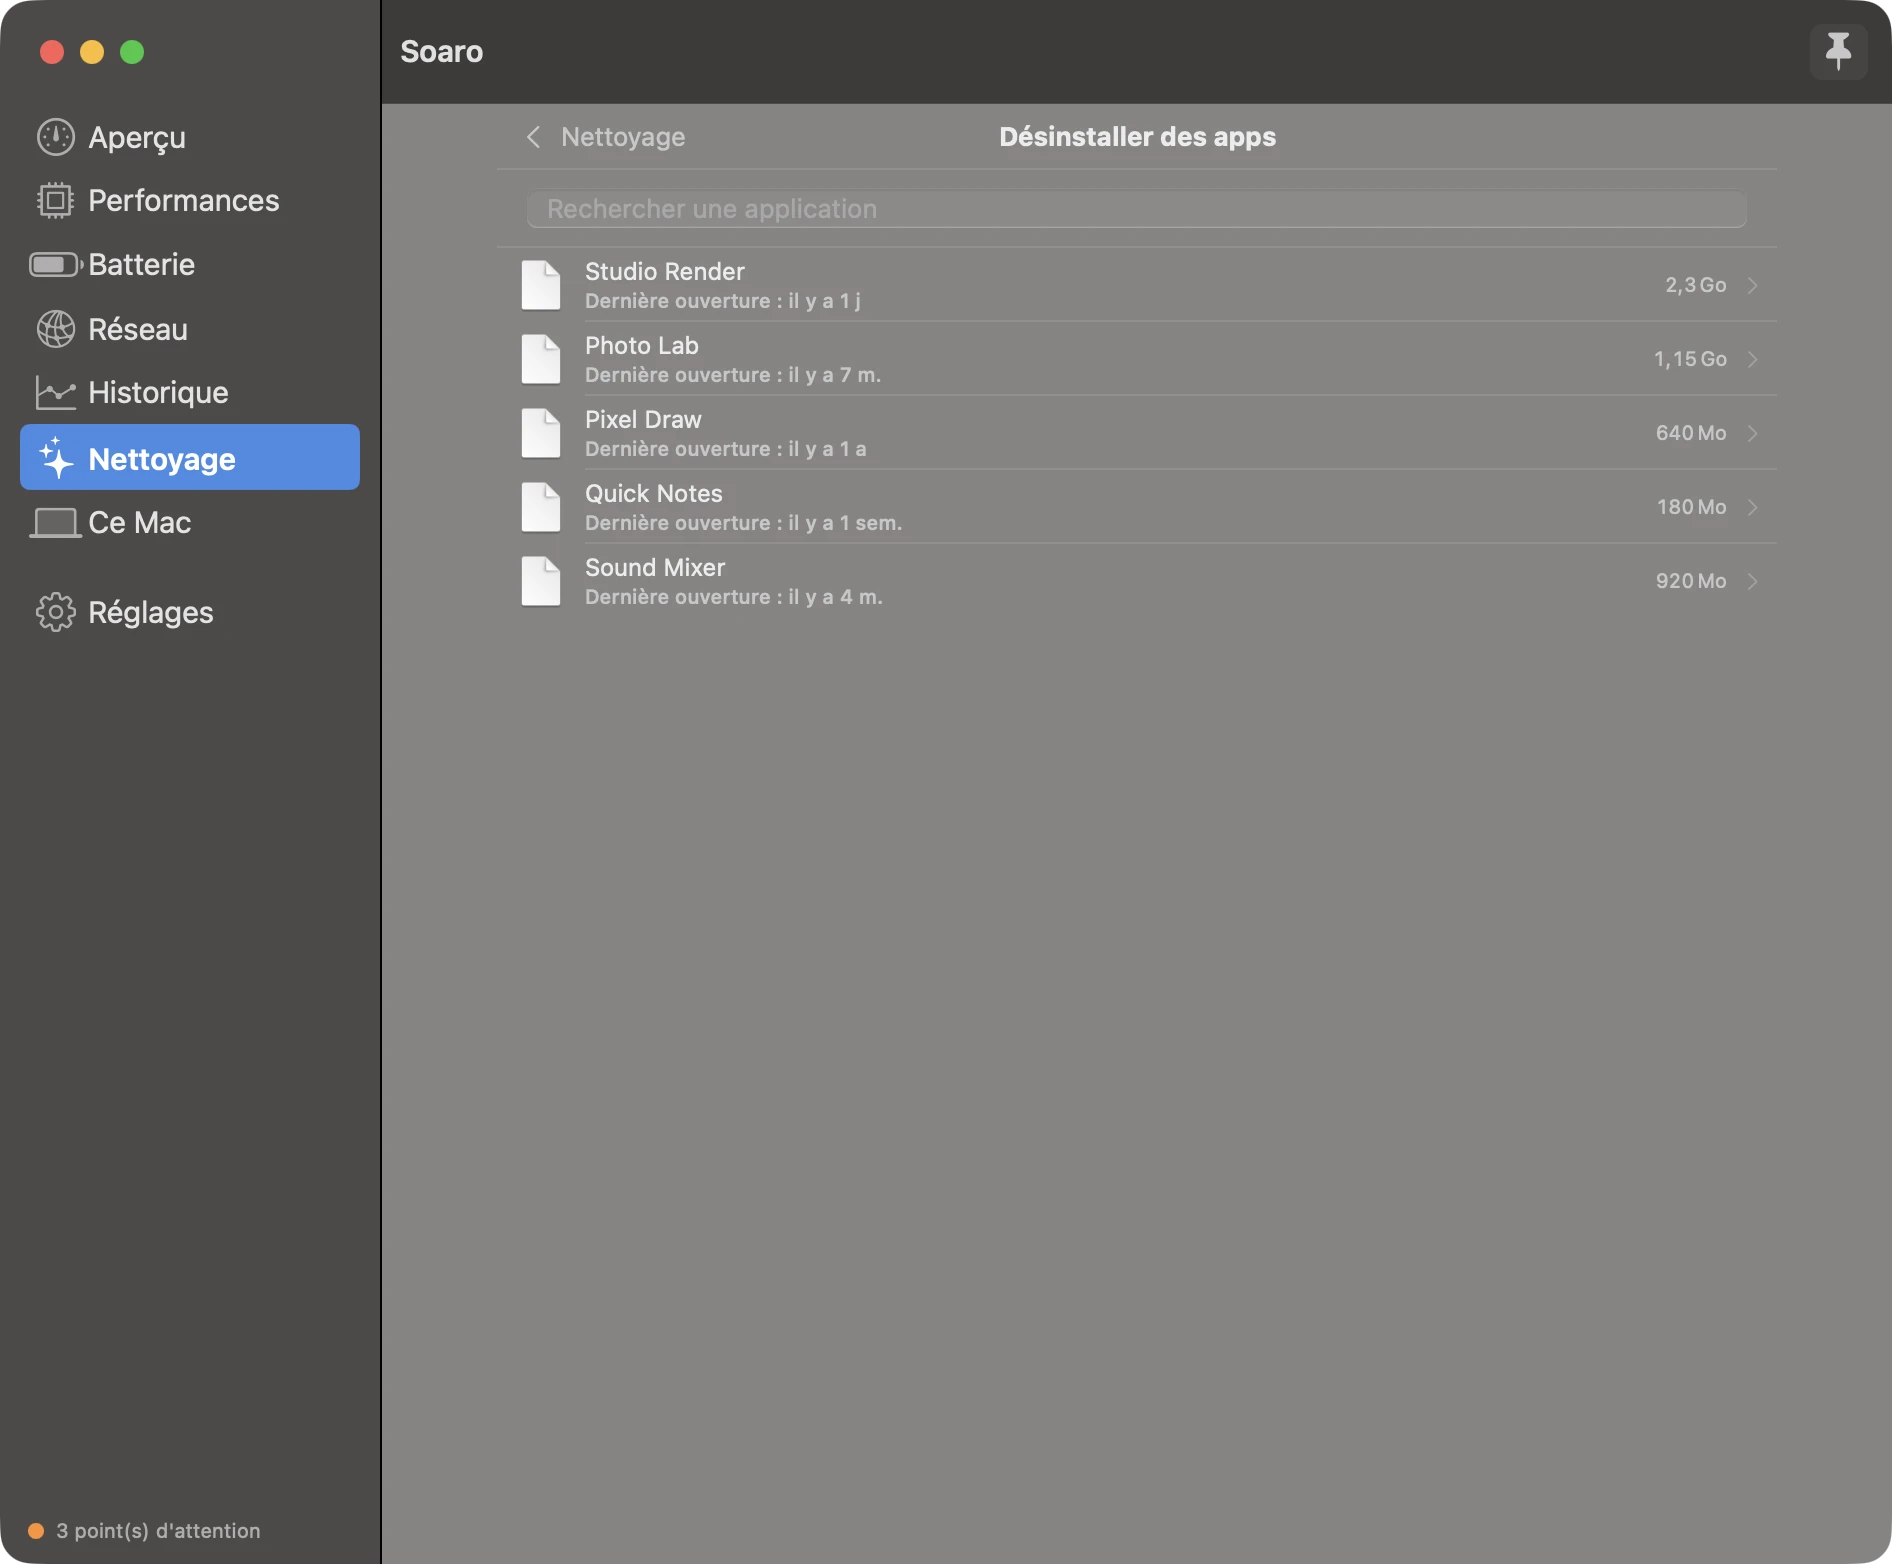 Soaro
Aperçu
Performances
Batterie
Réseau
Historique
Nettoyage
Ce Mac
Réglages
3 point(s) d'attention
Nettoyage
Désinstaller des apps
Rechercher une application
Studio Render
Dernière ouverture : il y a 1 j
2,3 Go
Photo Lab
Dernière ouverture : il y a 7 m.
1,15 Go
Pixel Draw
Dernière ouverture : il y a 1 a
640 Mo
Quick Notes
Dernière ouverture : il y a 1 sem.
180 Mo
Sound Mixer
Dernière ouverture : il y a 4 m.
920 Mo